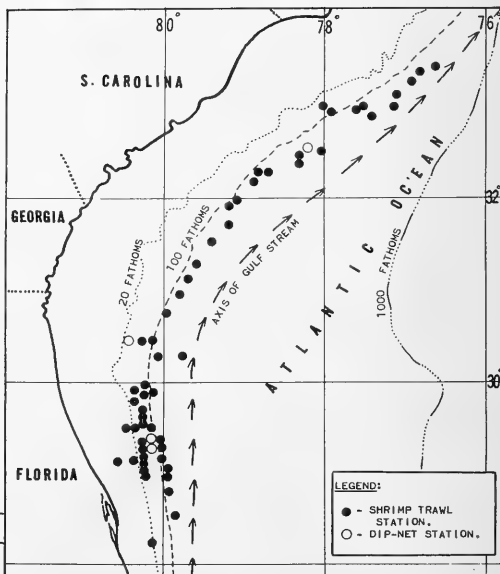 80°
78°
76°
S. CAROLINA
GEORGIA
32°
ATLANTIC OCEAN
20 FATHOMS
100 FATHOMS
AXIS OF GULF STREAM
1000 FATHOMS
30°
FLORIDA
LEGEND:
● - SHRIMP TRAWL
STATION.
○ - DIP-NET STATION.